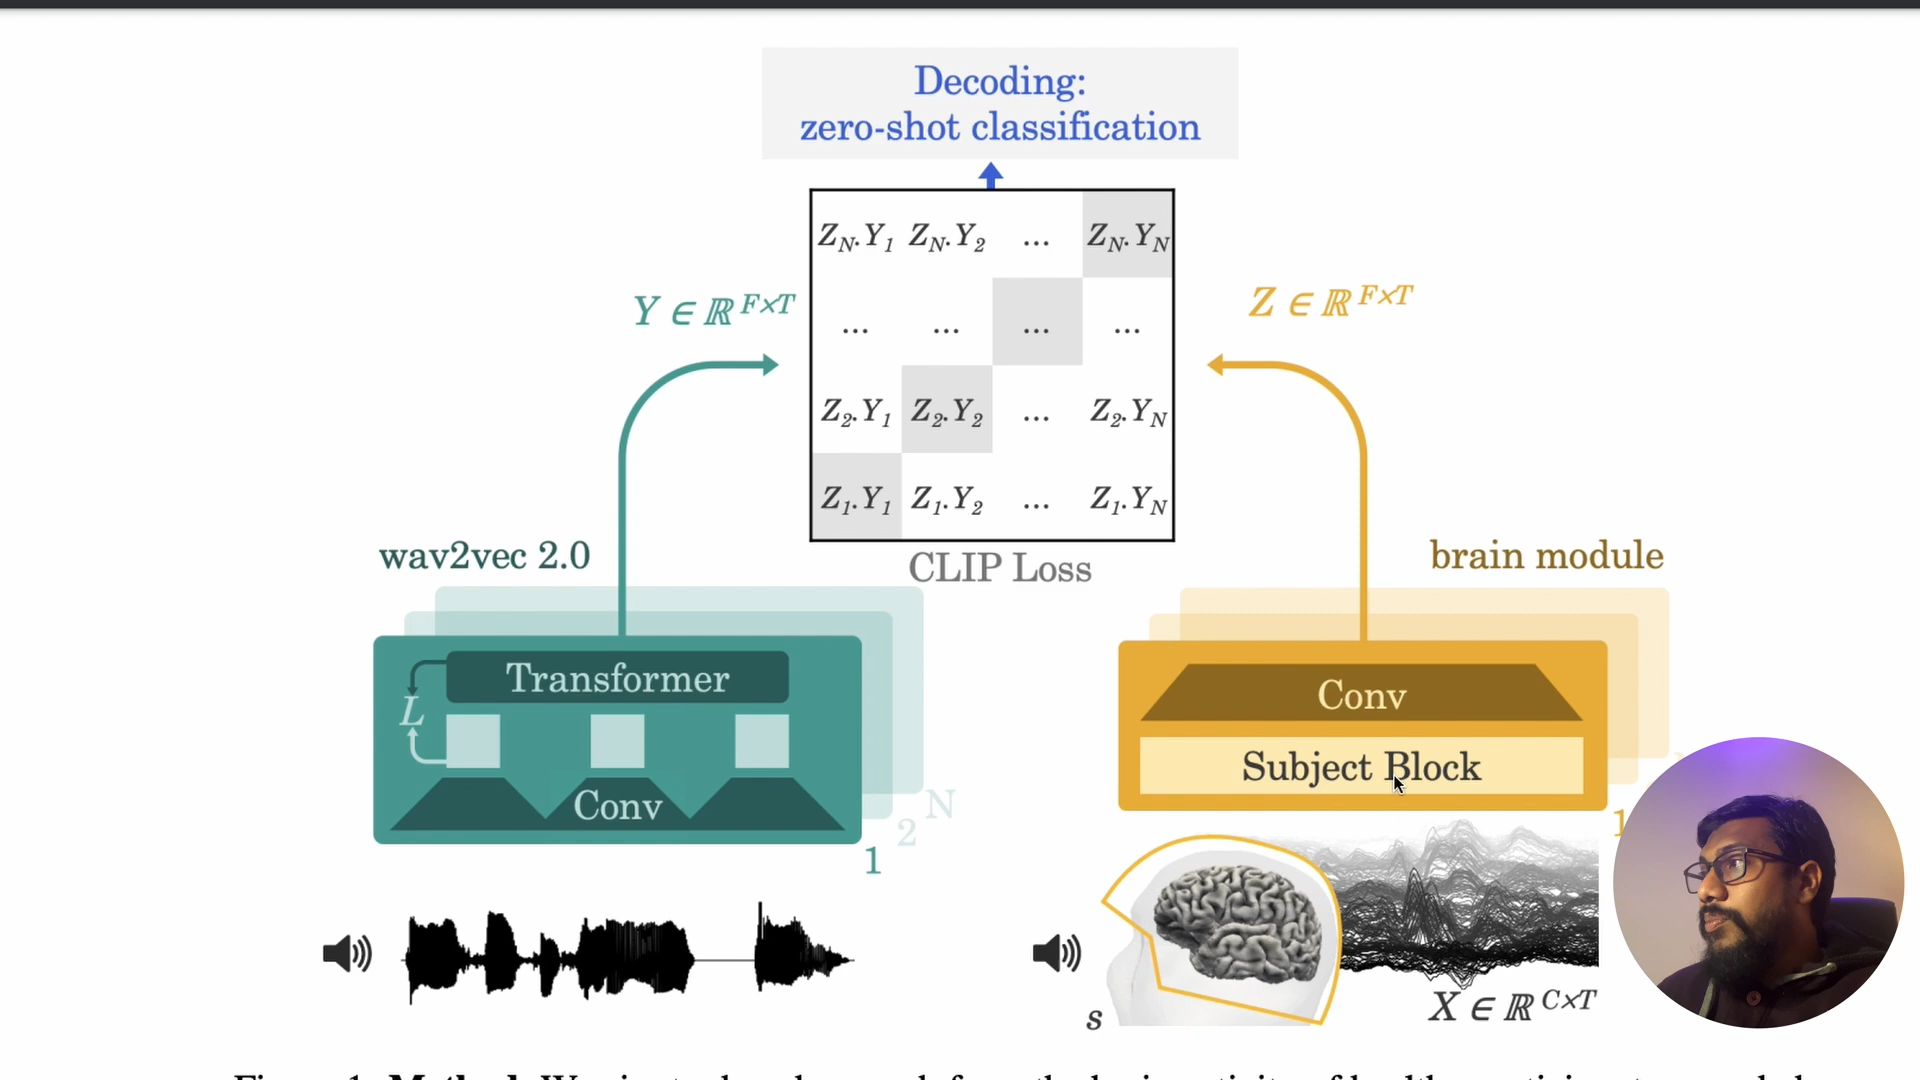 Decoding:
zero-shot classification
Z_N.Y_1 Z_N.Y_2 ... Z_N.Y_N
... ... ... ...
Z_2.Y_1 Z_2.Y_2 ... Z_2.Y_N
Z_1.Y_1 Z_1.Y_2 ... Z_1.Y_N
CLIP Loss
Y ∈ ℝ^{F×T}
Z ∈ ℝ^{F×T}
wav2vec 2.0
Transformer
L
Conv
1
2
N
brain module
Conv
Subject Block
1
s
X ∈ ℝ^{C×T}